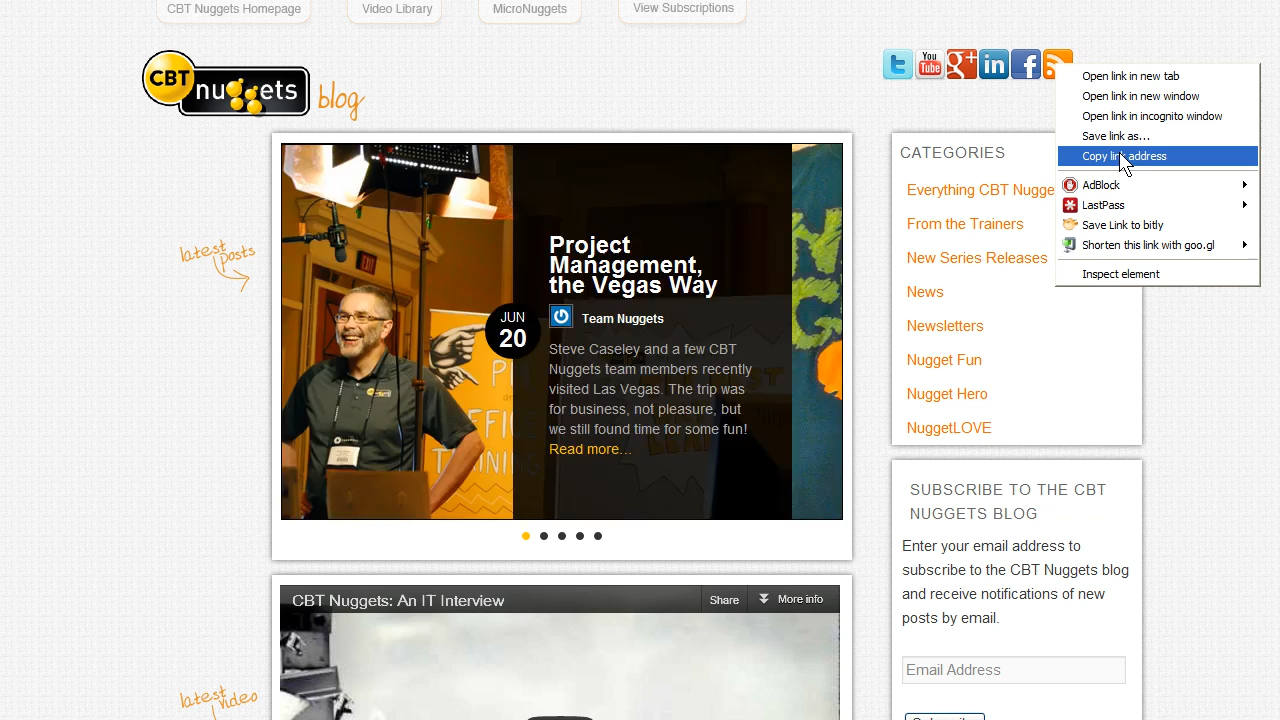 CBT Nuggets Homepage
Video Library
MicroNuggets
View Subscriptions
CBT
nuggets
blog
You
Tube
Open link in new tab
Open link in new window
Open link in incognito window
Save link as...
Copy link address
AdBlock
LastPass
Save Link to bitly
Shorten this link with goo.gl
Inspect element
latest
posts
Project
Management,
the Vegas Way
JUN
20
Team Nuggets
Steve Caseley and a few CBT
Nuggets team members recently
visited Las Vegas. The trip was
for business, not pleasure, but
we still found time for some fun!
Read more…
CATEGORIES
Everything CBT Nugge
From the Trainers
New Series Releases
News
Newsletters
Nugget Fun
Nugget Hero
NuggetLOVE
SUBSCRIBE TO THE CBT
NUGGETS BLOG
Enter your email address to
subscribe to the CBT Nuggets blog
and receive notifications of new
posts by email.
Email Address
latest
video
CBT Nuggets: An IT Interview
Share
More info